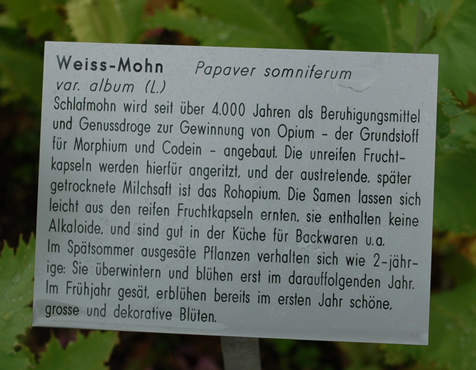 Weiss-Mohn Papaver somniferum
var. album (L.)
Schlafmohn wird seit über 4.000 Jahren als Beruhigungsmittel
und Genussdroge zur Gewinnung von Opium - der Grundstoff
für Morphium und Codein - angebaut. Die unreifen Frucht-
kapseln werden hierfür angeritzt, und der austretende, später
getrocknete Milchsaft ist das Rohopium. Die Samen lassen sich
leicht aus den reifen Fruchtkapseln ernten, sie enthalten keine
Alkaloide, und sind gut in der Küche für Backwaren u.a.
Im Spätsommer ausgesäte Pflanzen verhalten sich wie 2-jähr-
ige: Sie überwintern und blühen erst im darauffolgenden Jahr.
Im Frühjahr gesät, erblühen bereits im ersten Jahr schöne,
grosse und dekorative Blüten.